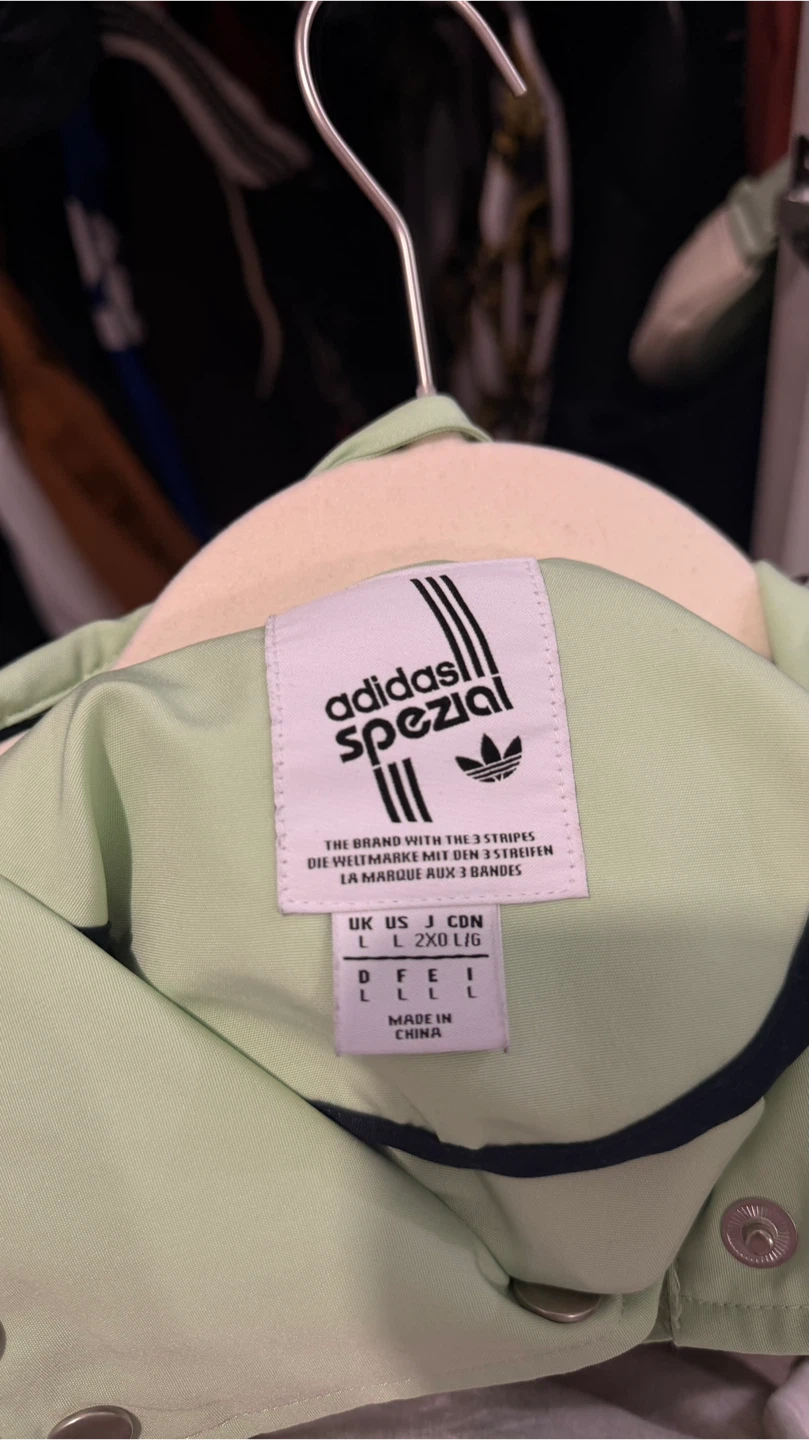 adidas
spezial
THE BRAND WITH THE 3 STRIPES
DIE WELTMARKE MIT DEN 3 STREIFEN
LA MARQUE AUX 3 BANDES
UK US J CDN
L L 2XO L/G
D F E I
L L L L
MADE IN
CHINA